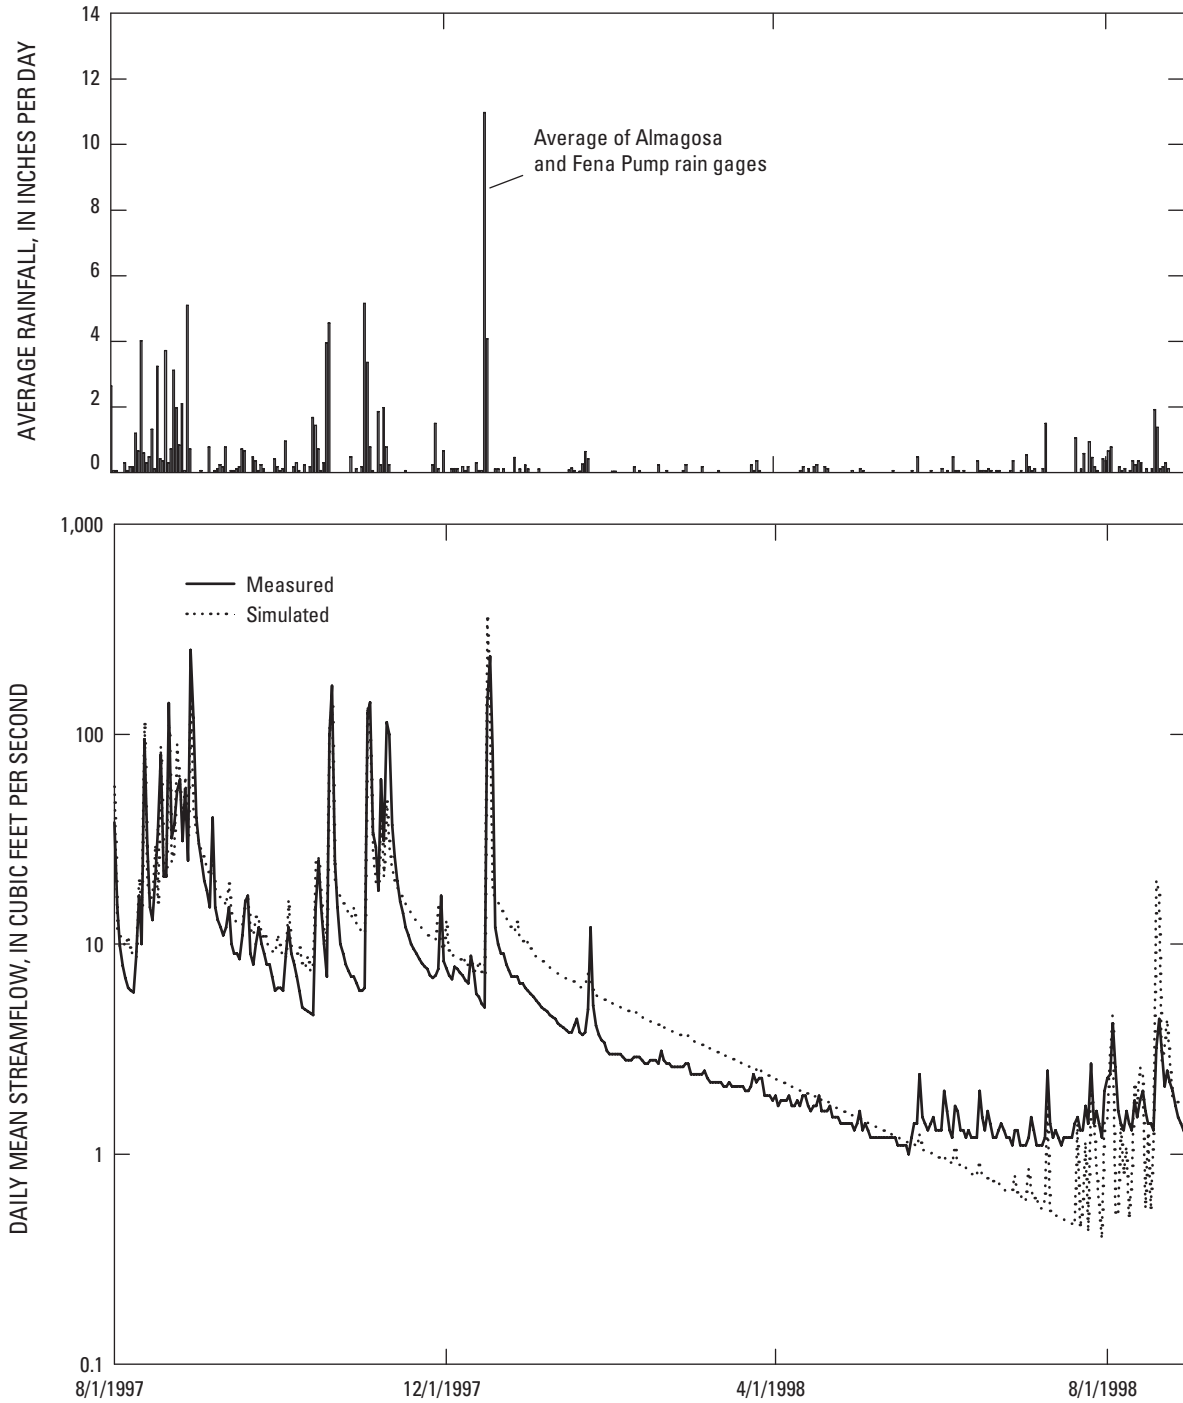 14
12
10
8
6
4
2
0
AVERAGE RAINFALL, IN INCHES PER DAY
Average of Almagosa
and Fena Pump rain gages
1,000
100
10
1
0.1
DAILY MEAN STREAMFLOW, IN CUBIC FEET PER SECOND
Measured
Simulated
8/1/1997
12/1/1997
4/1/1998
8/1/1998